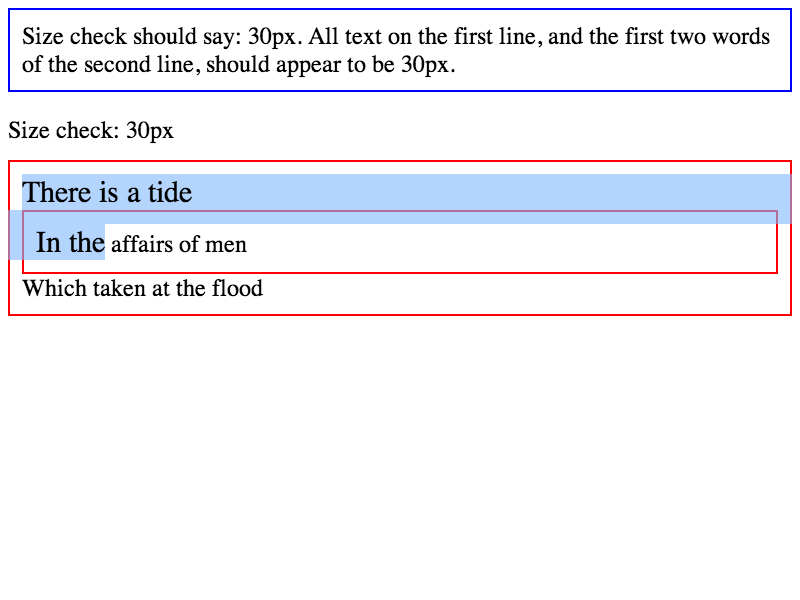 Size check should say: 30px. All text on the first line, and the first two words
of the second line, should appear to be 30px.
Size check: 30px
There is a tide
In the affairs of men
Which taken at the flood